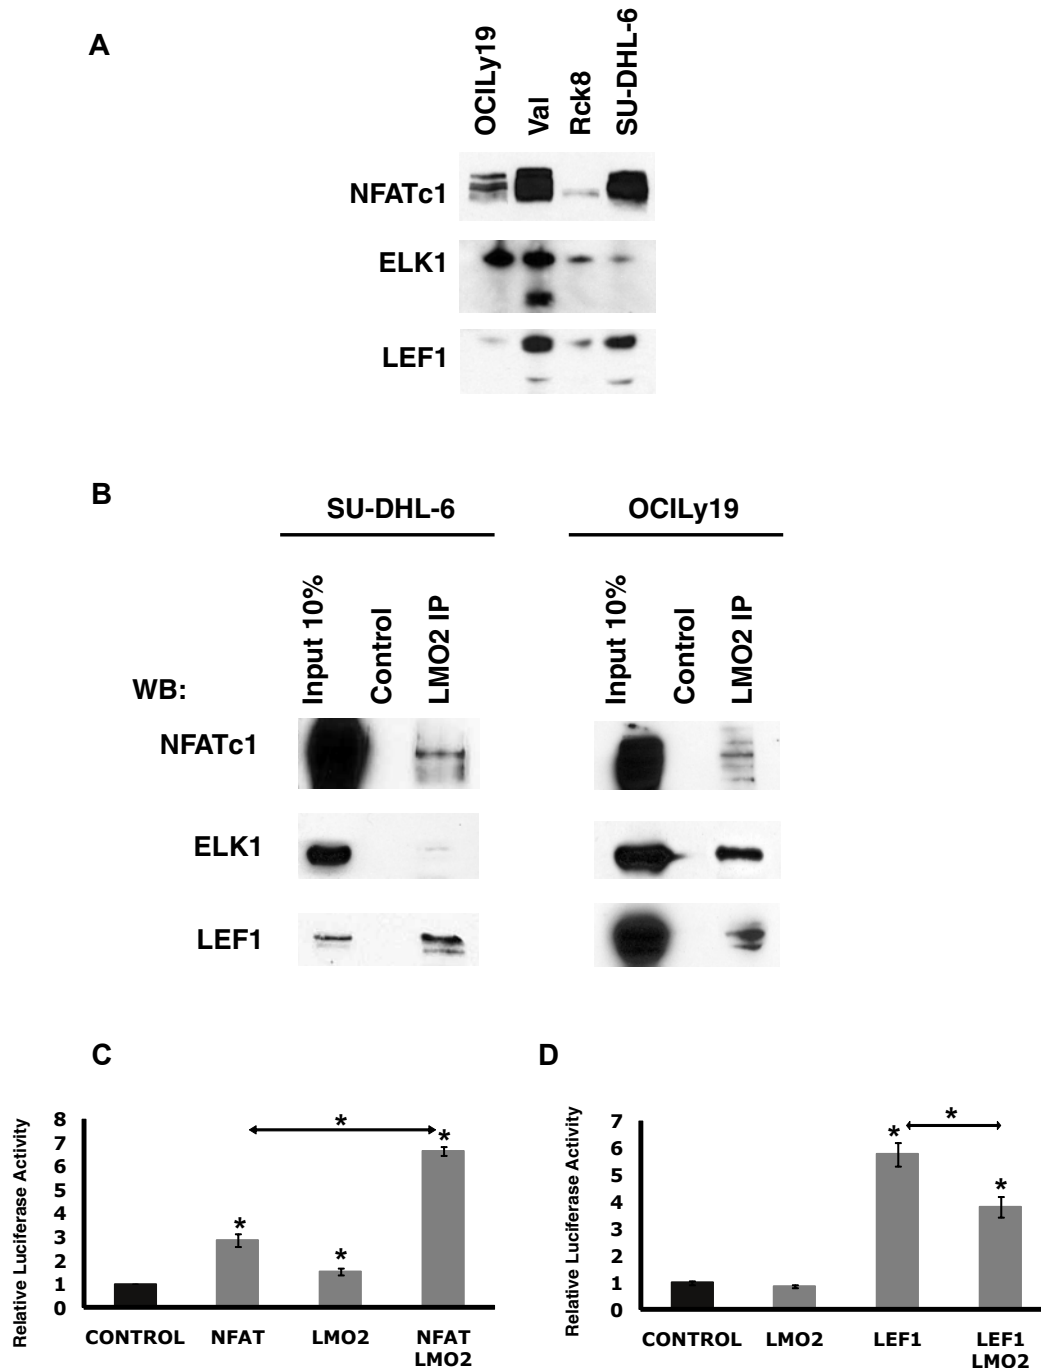 A
OCILy19
Val
Rck8
SU-DHL-6
NFATc1
ELK1
LEF1
B
SU-DHL-6
OCILy19
Input 10%
Control
LMO2 IP
Input 10%
Control
LMO2 IP
WB:
NFATc1
ELK1
LEF1
C
Relative Luciferase Activity
8
7
6
5
4
3
2
1
0
*
*
*
*
CONTROL
NFAT
LMO2
NFAT
LMO2
D
Relative Luciferase Activity
7
6
5
4
3
2
1
0
*
*
*
CONTROL
LMO2
LEF1
LEF1
LMO2